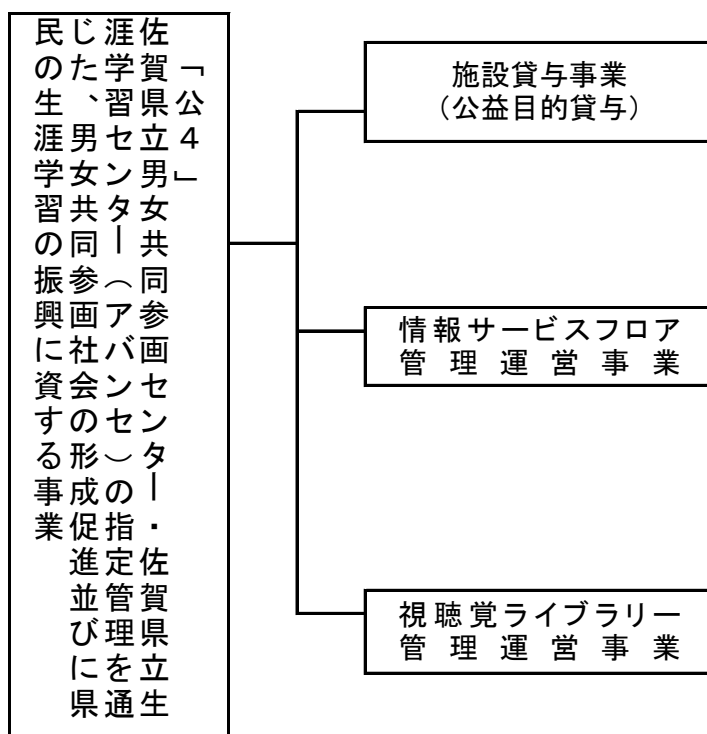 「公４」
佐賀県立男女共同参画センター・佐賀県立生
涯学習センター（アバンセ）の指定管理を通
じた、男女共同参画社会の形成促進並びに県
民の生涯学習の振興に資する事業
施設貸与事業
（公益目的貸与）
情報サービスフロア
管理運営事業
視聴覚ライブラリー
管理運営事業